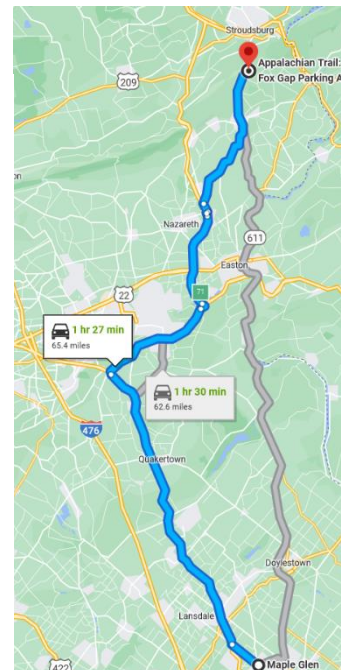 Stroudsburg
Appalachian Trail:
Fox Gap Parking A
209
Nazareth
611
Easton
22
71
1 hr 27 min
65.4 miles
1 hr 30 min
62.6 miles
476
Quakertown
Doylestown
Lansdale
Maple Glen
422